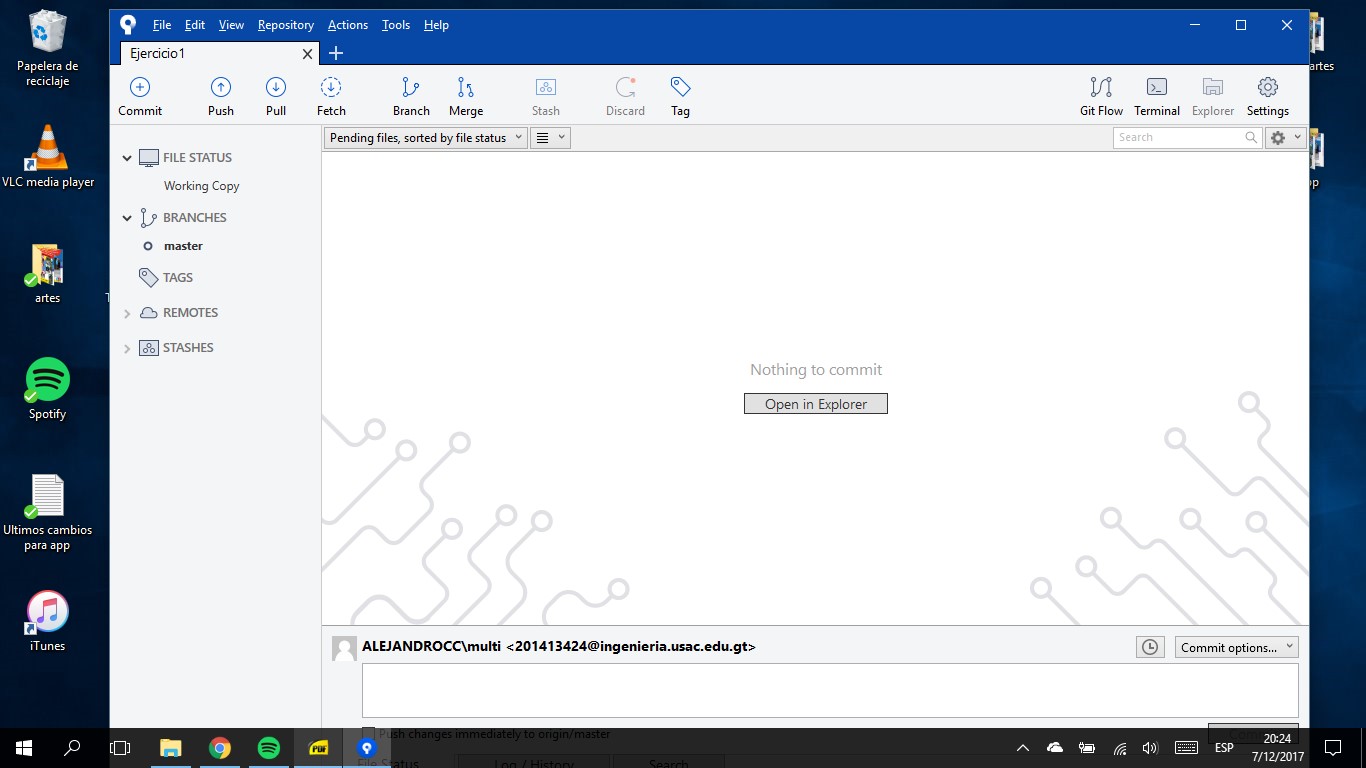 File Edit View Repository Actions Tools Help
Ejercicio1
Commit Push Pull Fetch Branch Merge Stash Discard Tag Git Flow Terminal Explorer Settings
Pending files, sorted by file status
Search
FILE STATUS
Working Copy
BRANCHES
master
TAGS
REMOTES
STASHES
Nothing to commit
Open in Explorer
ALEJANDROCC\multi <201413424@ingenieria.usac.edu.gt>
Commit options...
Push changes immediately to origin/master
File Status Log / History Search
Papelera de
reciclaje
VLC media player
artes
Spotify
Ultimos cambios
para app
iTunes
artes
PDF
ESP
20:24
7/12/2017